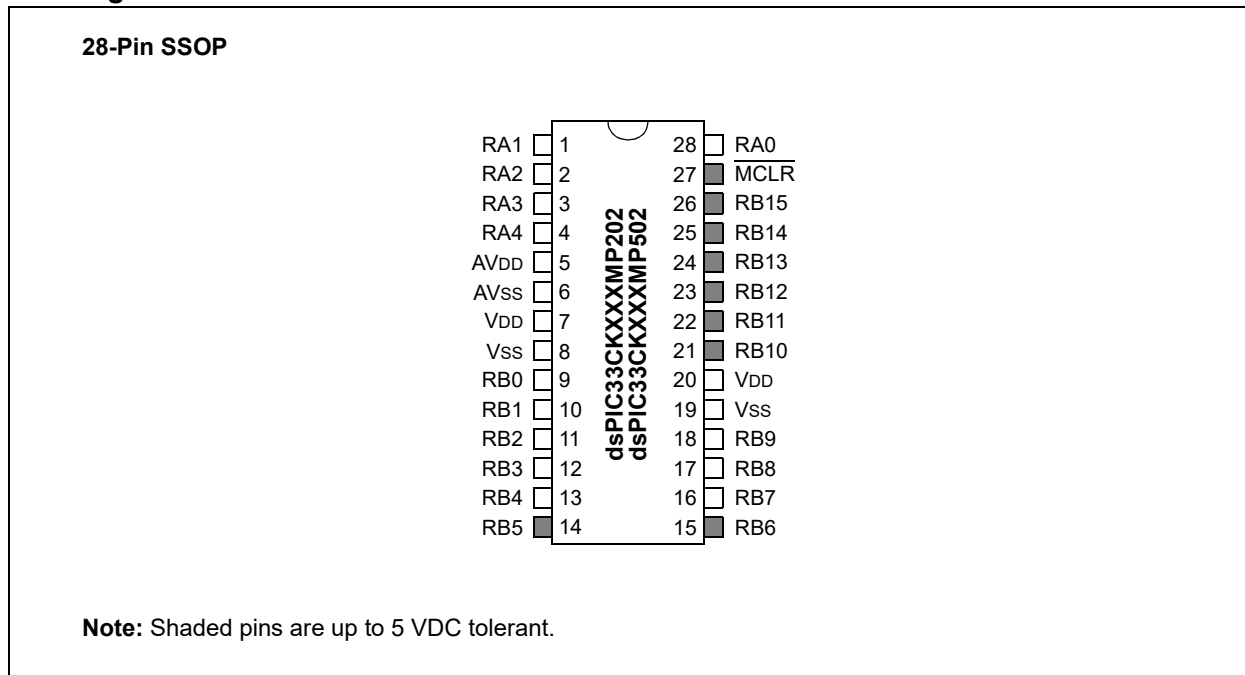 28-Pin SSOP
RA1 1 28 RA0
RA2 2 27 MCLR
RA3 3 26 RB15
RA4 4 25 RB14
AVDD 5 24 RB13
AVSS 6 23 RB12
VDD 7 22 RB11
VSS 8 21 RB10
RB0 9 20 VDD
RB1 10 19 VSS
RB2 11 18 RB9
RB3 12 17 RB8
RB4 13 16 RB7
RB5 14 15 RB6
dsPIC33CKXXXMP202
dsPIC33CKXXXMP502
Note: Shaded pins are up to 5 VDC tolerant.